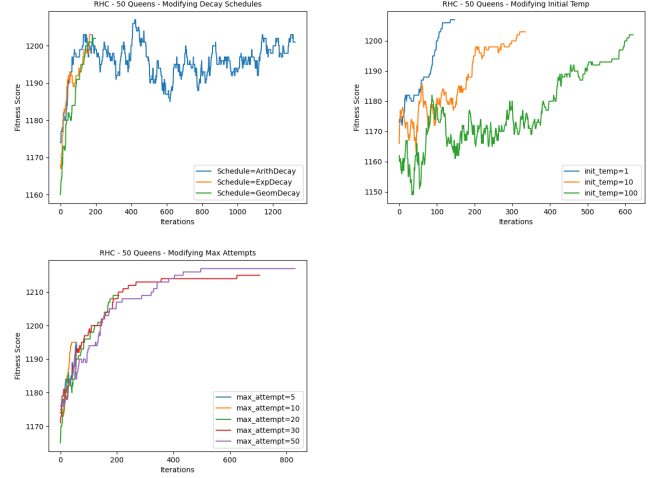 RHC - 50 Queens - Modifying Decay Schedules
Fitness Score
1200
1190
1180
1170
1160
0
200
400
600
800
1000
1200
Iterations
Schedule=ArithDecay
Schedule=ExpDecay
Schedule=GeomDecay
RHC - 50 Queens - Modifying Initial Temp
Fitness Score
1200
1190
1180
1170
1160
1150
0
100
200
300
400
500
600
Iterations
init_temp=1
init_temp=10
init_temp=100
RHC - 50 Queens - Modifying Max Attempts
Fitness Score
1210
1200
1190
1180
1170
0
200
400
600
800
Iterations
max_attempt=5
max_attempt=10
max_attempt=20
max_attempt=30
max_attempt=50